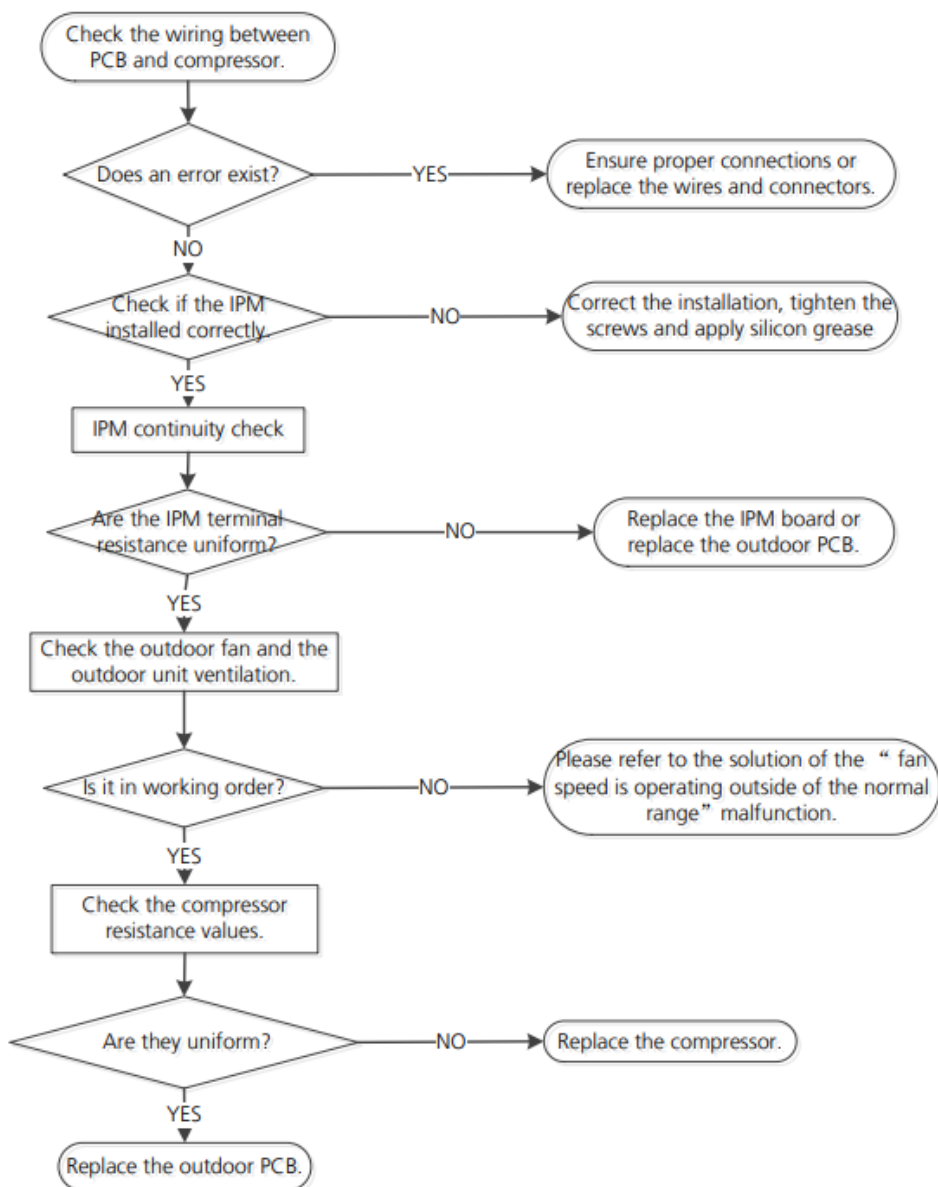 Check the wiring between
PCB and compressor.
Does an error exist?
YES
Ensure proper connections or
replace the wires and connectors.
NO
Check if the IPM
installed correctly.
NO
Correct the installation, tighten the
screws and apply silicon grease
YES
IPM continuity check
Are the IPM terminal
resistance uniform?
NO
Replace the IPM board or
replace the outdoor PCB.
YES
Check the outdoor fan and the
outdoor unit ventilation.
Is it in working order?
NO
Please refer to the solution of the “ fan
speed is operating outside of the normal
range” malfunction.
YES
Check the compressor
resistance values.
Are they uniform?
NO
Replace the compressor.
YES
Replace the outdoor PCB.